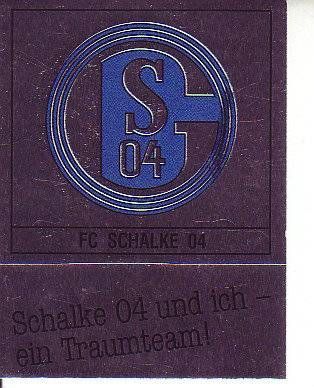 S
04
FC SCHALKE 04
Schalke 04 und ich –
ein Traumteam!